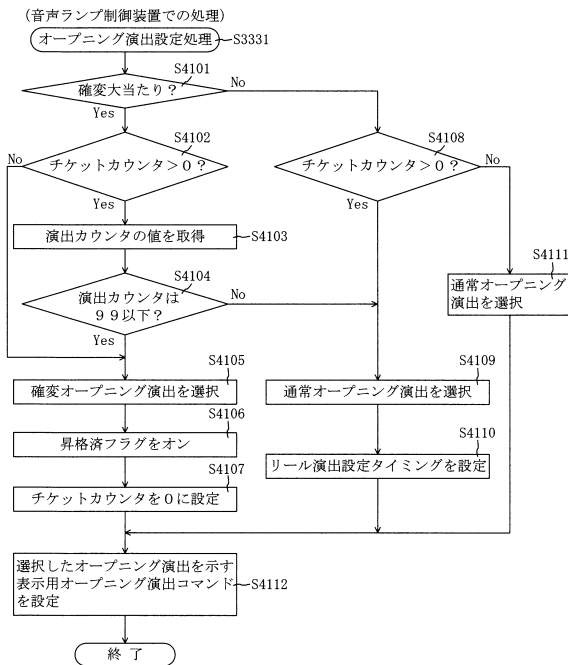 (音声ランプ制御装置での処理)
オープニング演出設定処理
S3331
S4101
確変大当たり？
No
Yes
S4102
チケットカウンタ＞０？
No
Yes
S4108
チケットカウンタ＞０？
No
Yes
演出カウンタの値を取得
S4103
S4104
演出カウンタは
９９以下？
No
Yes
S4111
通常オープニング
演出を選択
S4105
確変オープニング演出を選択
S4109
通常オープニング演出を選択
S4106
昇格済フラグをオン
S4110
リール演出設定タイミングを設定
S4107
チケットカウンタを０に設定
選択したオープニング演出を示す
表示用オープニング演出コマンド
を設定
S4112
終 了